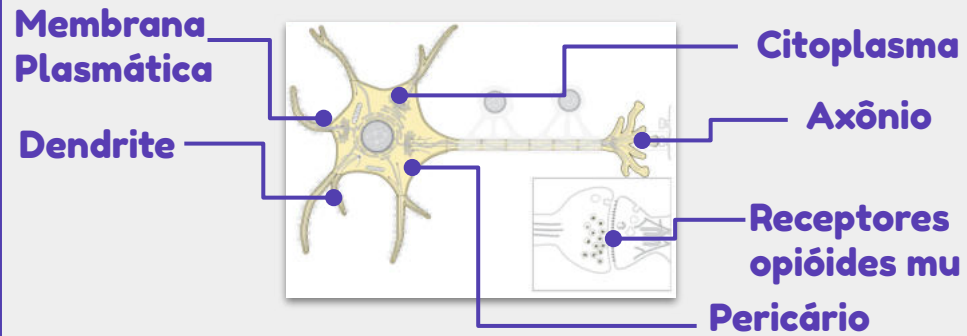 Membrana
Plasmática
Dendrite
Citoplasma
Axônio
Receptores
opióides mu
Pericário